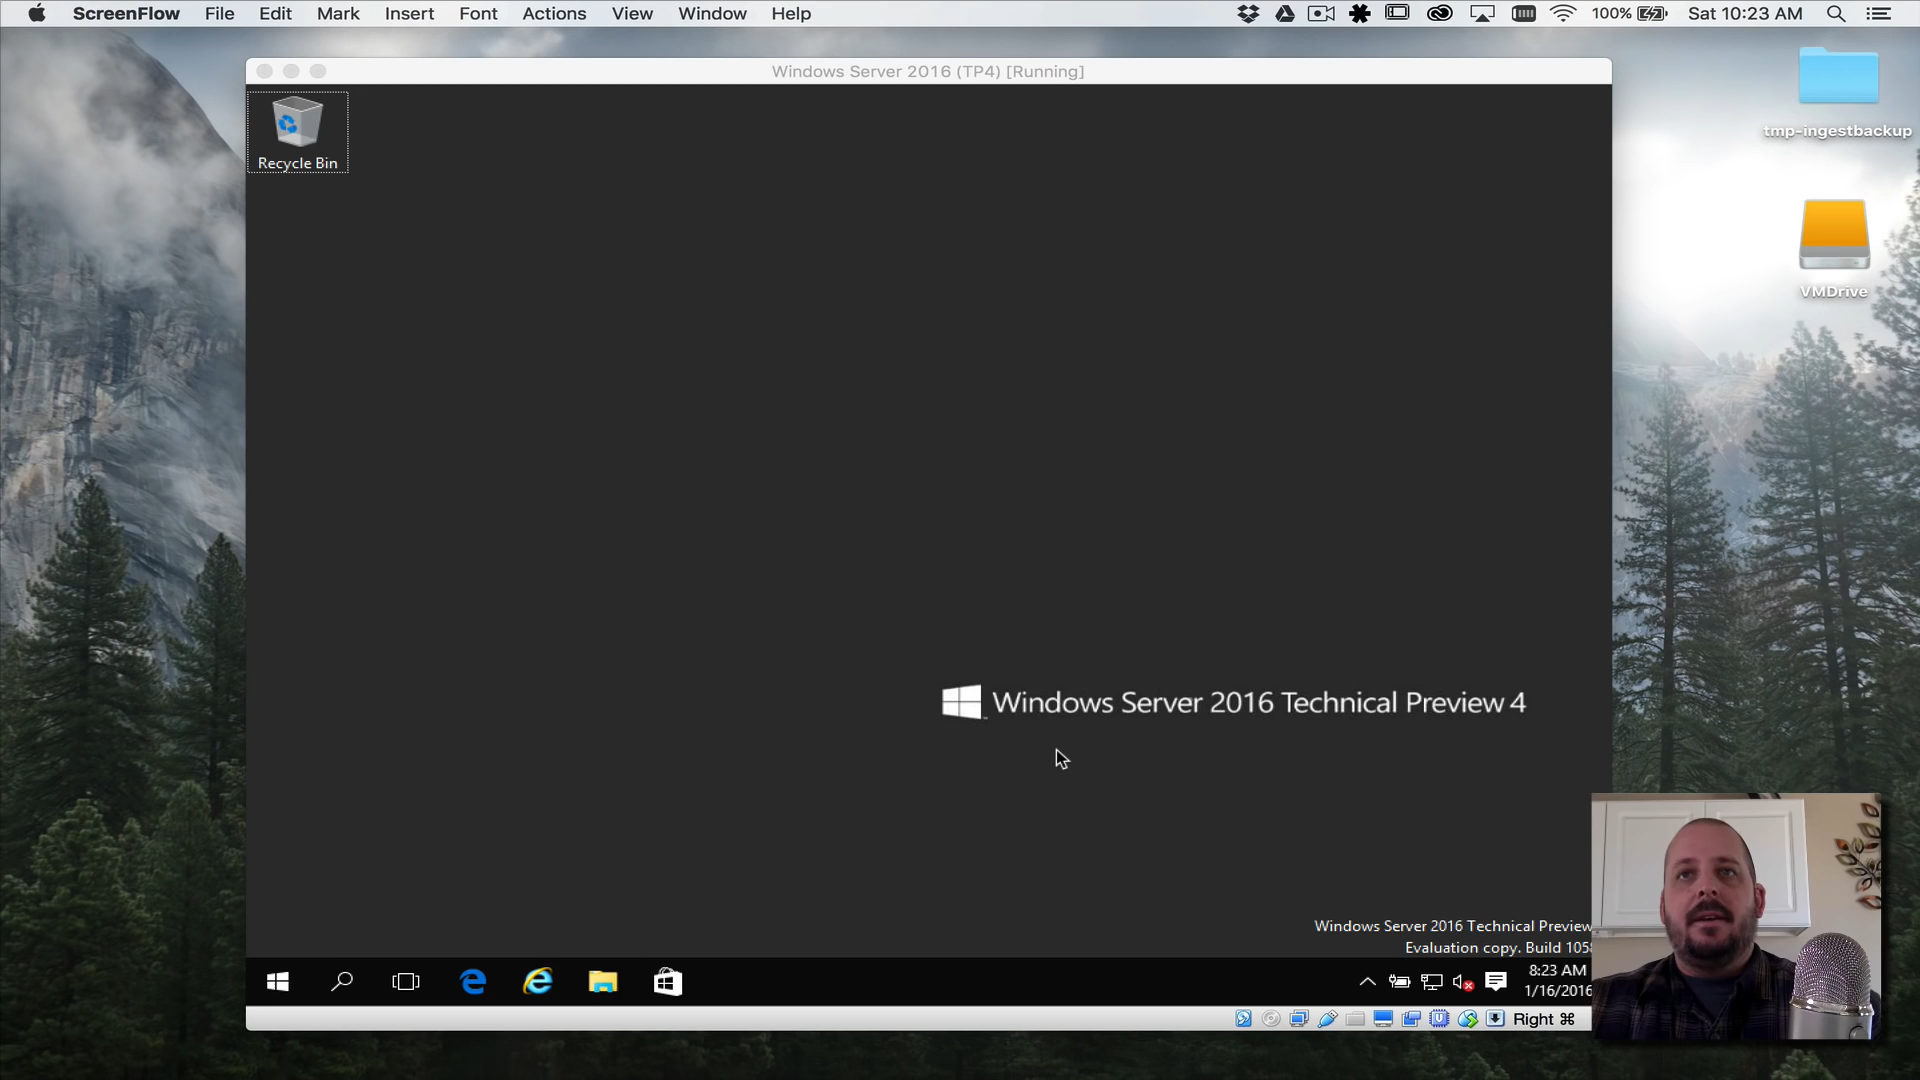 ScreenFlow File Edit Mark Insert Font Actions View Window Help 100% Sat 10:23 AM
Windows Server 2016 (TP4) [Running]
Recycle Bin
tmp-ingestbackup
VMDrive
Windows Server 2016 Technical Preview 4
Windows Server 2016 Technical Preview
Evaluation copy. Build 105
8:23 AM
1/16/2016
Right ⌘